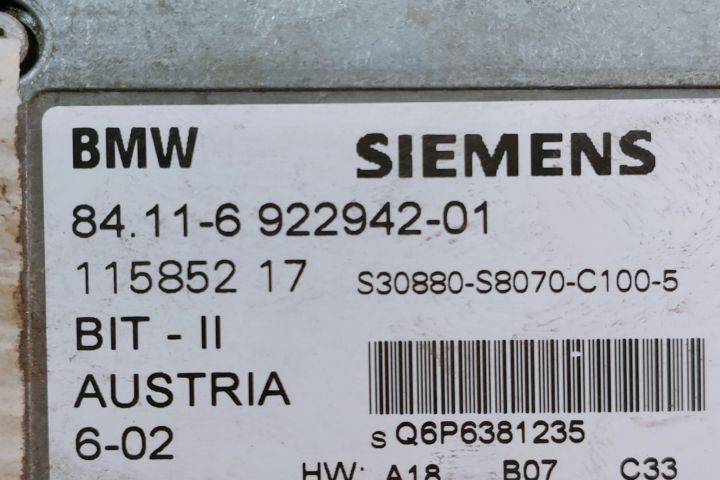 BMW SIEMENS
84.11-6 922942-01
115852 17 S30880-S8070-C100-5
BIT - II
AUSTRIA
6-02 S Q6P6381235
HW: A18 B07 C33